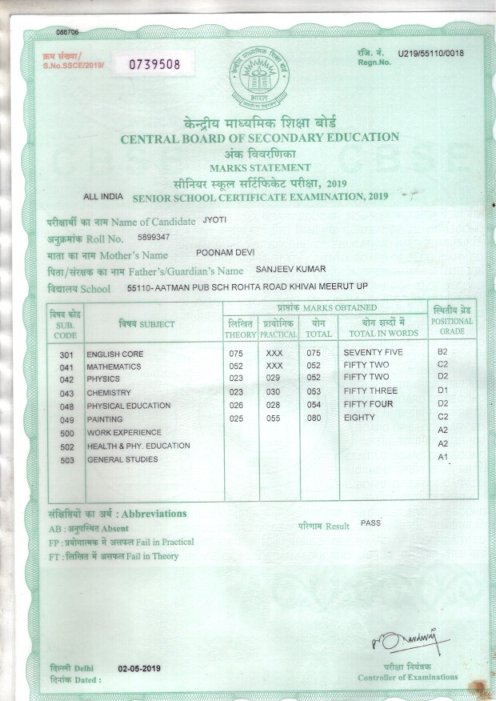 086706
क्रम संख्या/
S.No.SSCE/2019/ 0739508
रजि. नं. U219/55110/0018
Regn.No.
केन्द्रीय माध्यमिक शिक्षा बोर्ड
भारत
केन्द्रीय माध्यमिक शिक्षा बोर्ड
CENTRAL BOARD OF SECONDARY EDUCATION
अंक विवरणिका
MARKS STATEMENT
सीनियर स्कूल सर्टिफिकेट परीक्षा, 2019
ALL INDIA SENIOR SCHOOL CERTIFICATE EXAMINATION, 2019
परीक्षार्थी का नाम Name of Candidate JYOTI
अनुक्रमांक Roll No. 5899347
माता का नाम Mother's Name POONAM DEVI
पिता/संरक्षक का नाम Father's/Guardian's Name SANJEEV KUMAR
विद्यालय School 55110- AATMAN PUB SCH ROHTA ROAD KHIVAI MEERUT UP
विषय कोड SUB. CODE
विषय SUBJECT
प्राप्तांक MARKS OBTAINED
स्थितीय ग्रेड POSITIONAL GRADE
लिखित THEORY
प्रायोगिक PRACTICAL
योग TOTAL
योग शब्दों में TOTAL IN WORDS
301 ENGLISH CORE 075 XXX 075 SEVENTY FIVE B2
041 MATHEMATICS 052 XXX 052 FIFTY TWO C2
042 PHYSICS 023 029 052 FIFTY TWO D2
043 CHEMISTRY 023 030 053 FIFTY THREE D1
048 PHYSICAL EDUCATION 026 028 054 FIFTY FOUR D2
049 PAINTING 025 055 080 EIGHTY C2
500 WORK EXPERIENCE A2
502 HEALTH & PHY. EDUCATION A2
503 GENERAL STUDIES A1
संक्षिप्तियों का अर्थ : Abbreviations
AB : अनुपस्थित Absent
परिणाम Result PASS
FP : प्रयोगात्मक में असफल Fail in Practical
FT : लिखित में असफल Fail in Theory
दिल्ली Delhi
दिनांक Dated : 02-05-2019
परीक्षा नियंत्रक
Controller of Examinations